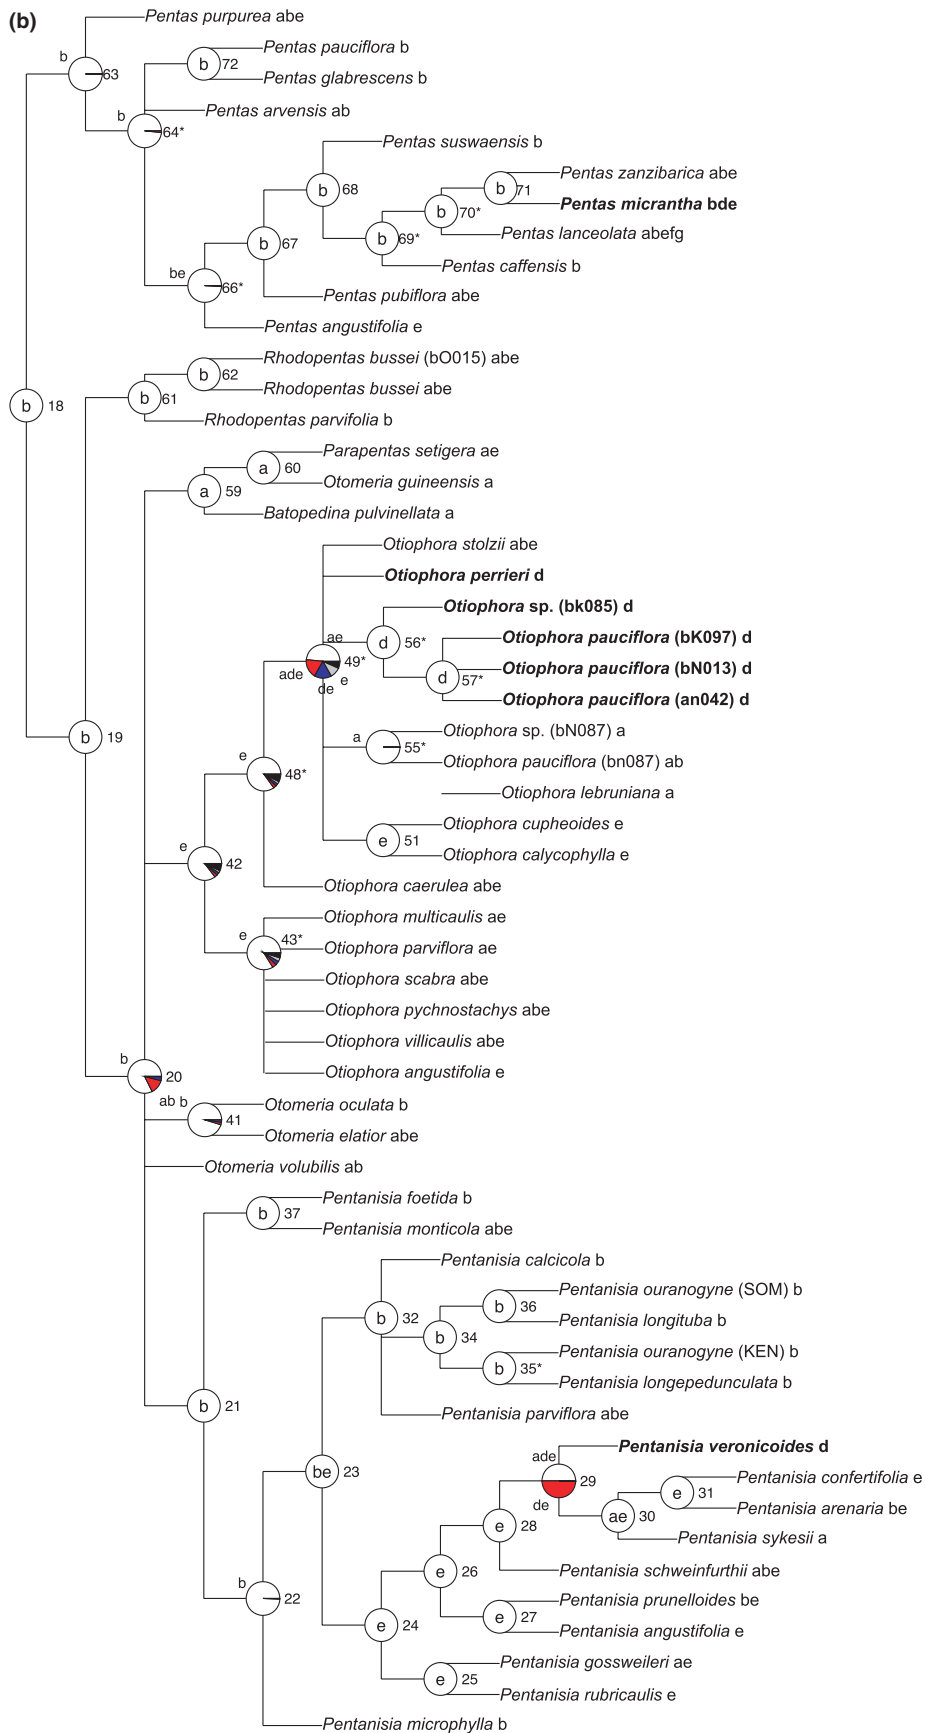 (b)
Pentas purpurea abe
b
63
Pentas pauciflora b
b 72
Pentas glabrescens b
Pentas arvensis ab
b
64*
Pentas suswaensis b
b 68
Pentas zanzibarica abe
b 71
Pentas micrantha bde
b 70*
Pentas lanceolata abefg
b 69*
Pentas caffensis b
b 67
be
66*
Pentas pubiflora abe
Pentas angustifolia e
Rhodopentas bussei (bO015) abe
b 62
Rhodopentas bussei abe
b 61
b 18
Rhodopentas parvifolia b
Parapentas setigera ae
a 60
Otomeria guineensis a
a 59
Batopedina pulvinellata a
Otiophora stolzii abe
Otiophora perrieri d
Otiophora sp. (bk085) d
ae
d 56*
Otiophora pauciflora (bK097) d
49*
ade de e
Otiophora pauciflora (bN013) d
d 57*
Otiophora pauciflora (an042) d
Otiophora sp. (bN087) a
a
55*
b 19
Otiophora pauciflora (bn087) ab
e
48*
Otiophora lebruniana a
Otiophora cupheoides e
e 51
Otiophora calycophylla e
e
42
Otiophora caerulea abe
Otiophora multicaulis ae
e
43*
Otiophora parviflora ae
Otiophora scabra abe
Otiophora pychnostachys abe
Otiophora villicaulis abe
b
20
Otiophora angustifolia e
ab b
Otomeria oculata b
41
Otomeria elatior abe
Otomeria volubilis ab
Pentanisia foetida b
b 37
Pentanisia monticola abe
Pentanisia calcicola b
Pentanisia ouranogyne (SOM) b
b 36
b 32
Pentanisia longituba b
b 34
Pentanisia ouranogyne (KEN) b
b 35*
Pentanisia longepedunculata b
b 21
Pentanisia parviflora abe
Pentanisia veronicoides d
ade
be 23
29
Pentanisia confertifolia e
e 31
de
Pentanisia arenaria be
ae 30
e 28
Pentanisia sykesii a
Pentanisia schweinfurthii abe
e 26
b
22
Pentanisia prunelloides be
e 27
e 24
Pentanisia angustifolia e
Pentanisia gossweileri ae
e 25
Pentanisia rubricaulis e
Pentanisia microphylla b